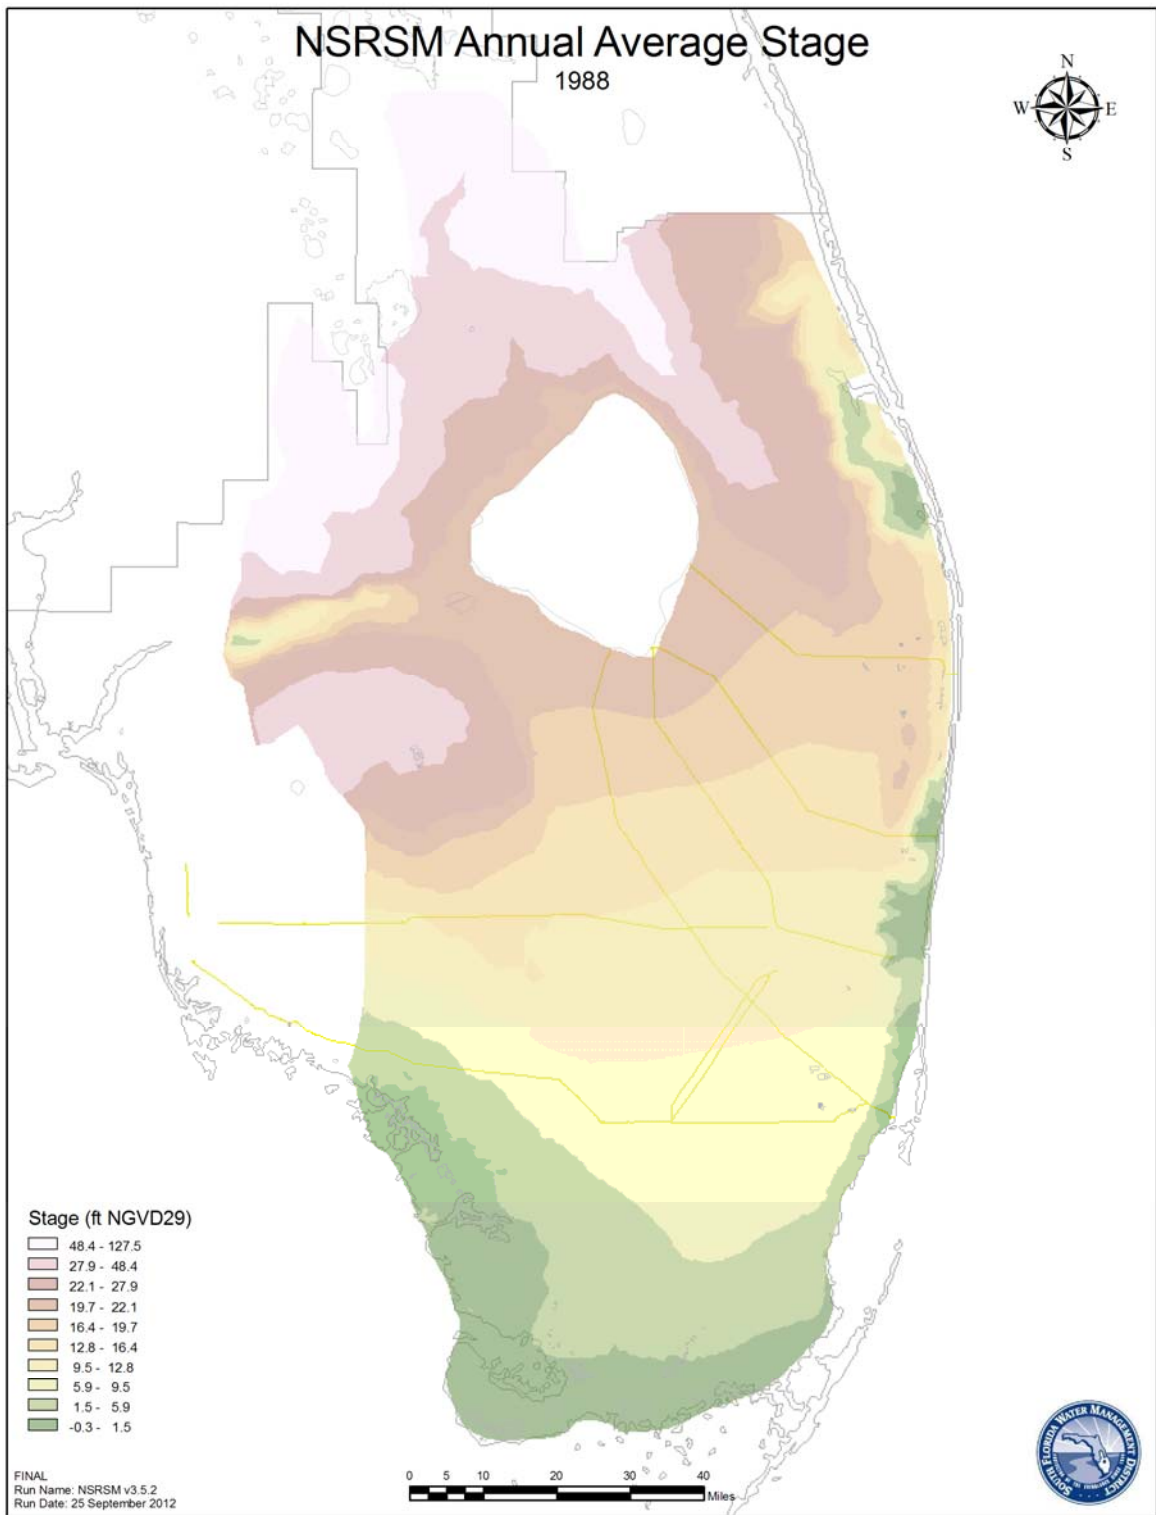 NSRSM Annual Average Stage
1988
N
W E
S
Stage (ft NGVD29)
48.4 - 127.5
27.9 - 48.4
22.1 - 27.9
19.7 - 22.1
16.4 - 19.7
12.8 - 16.4
9.5 - 12.8
5.9 - 9.5
1.5 - 5.9
-0.3 - 1.5
FINAL
Run Name: NSRSM v3.5.2
Run Date: 25 September 2012
0 5 10 20 30 40
Miles
SOUTH FLORIDA WATER MANAGEMENT DISTRICT